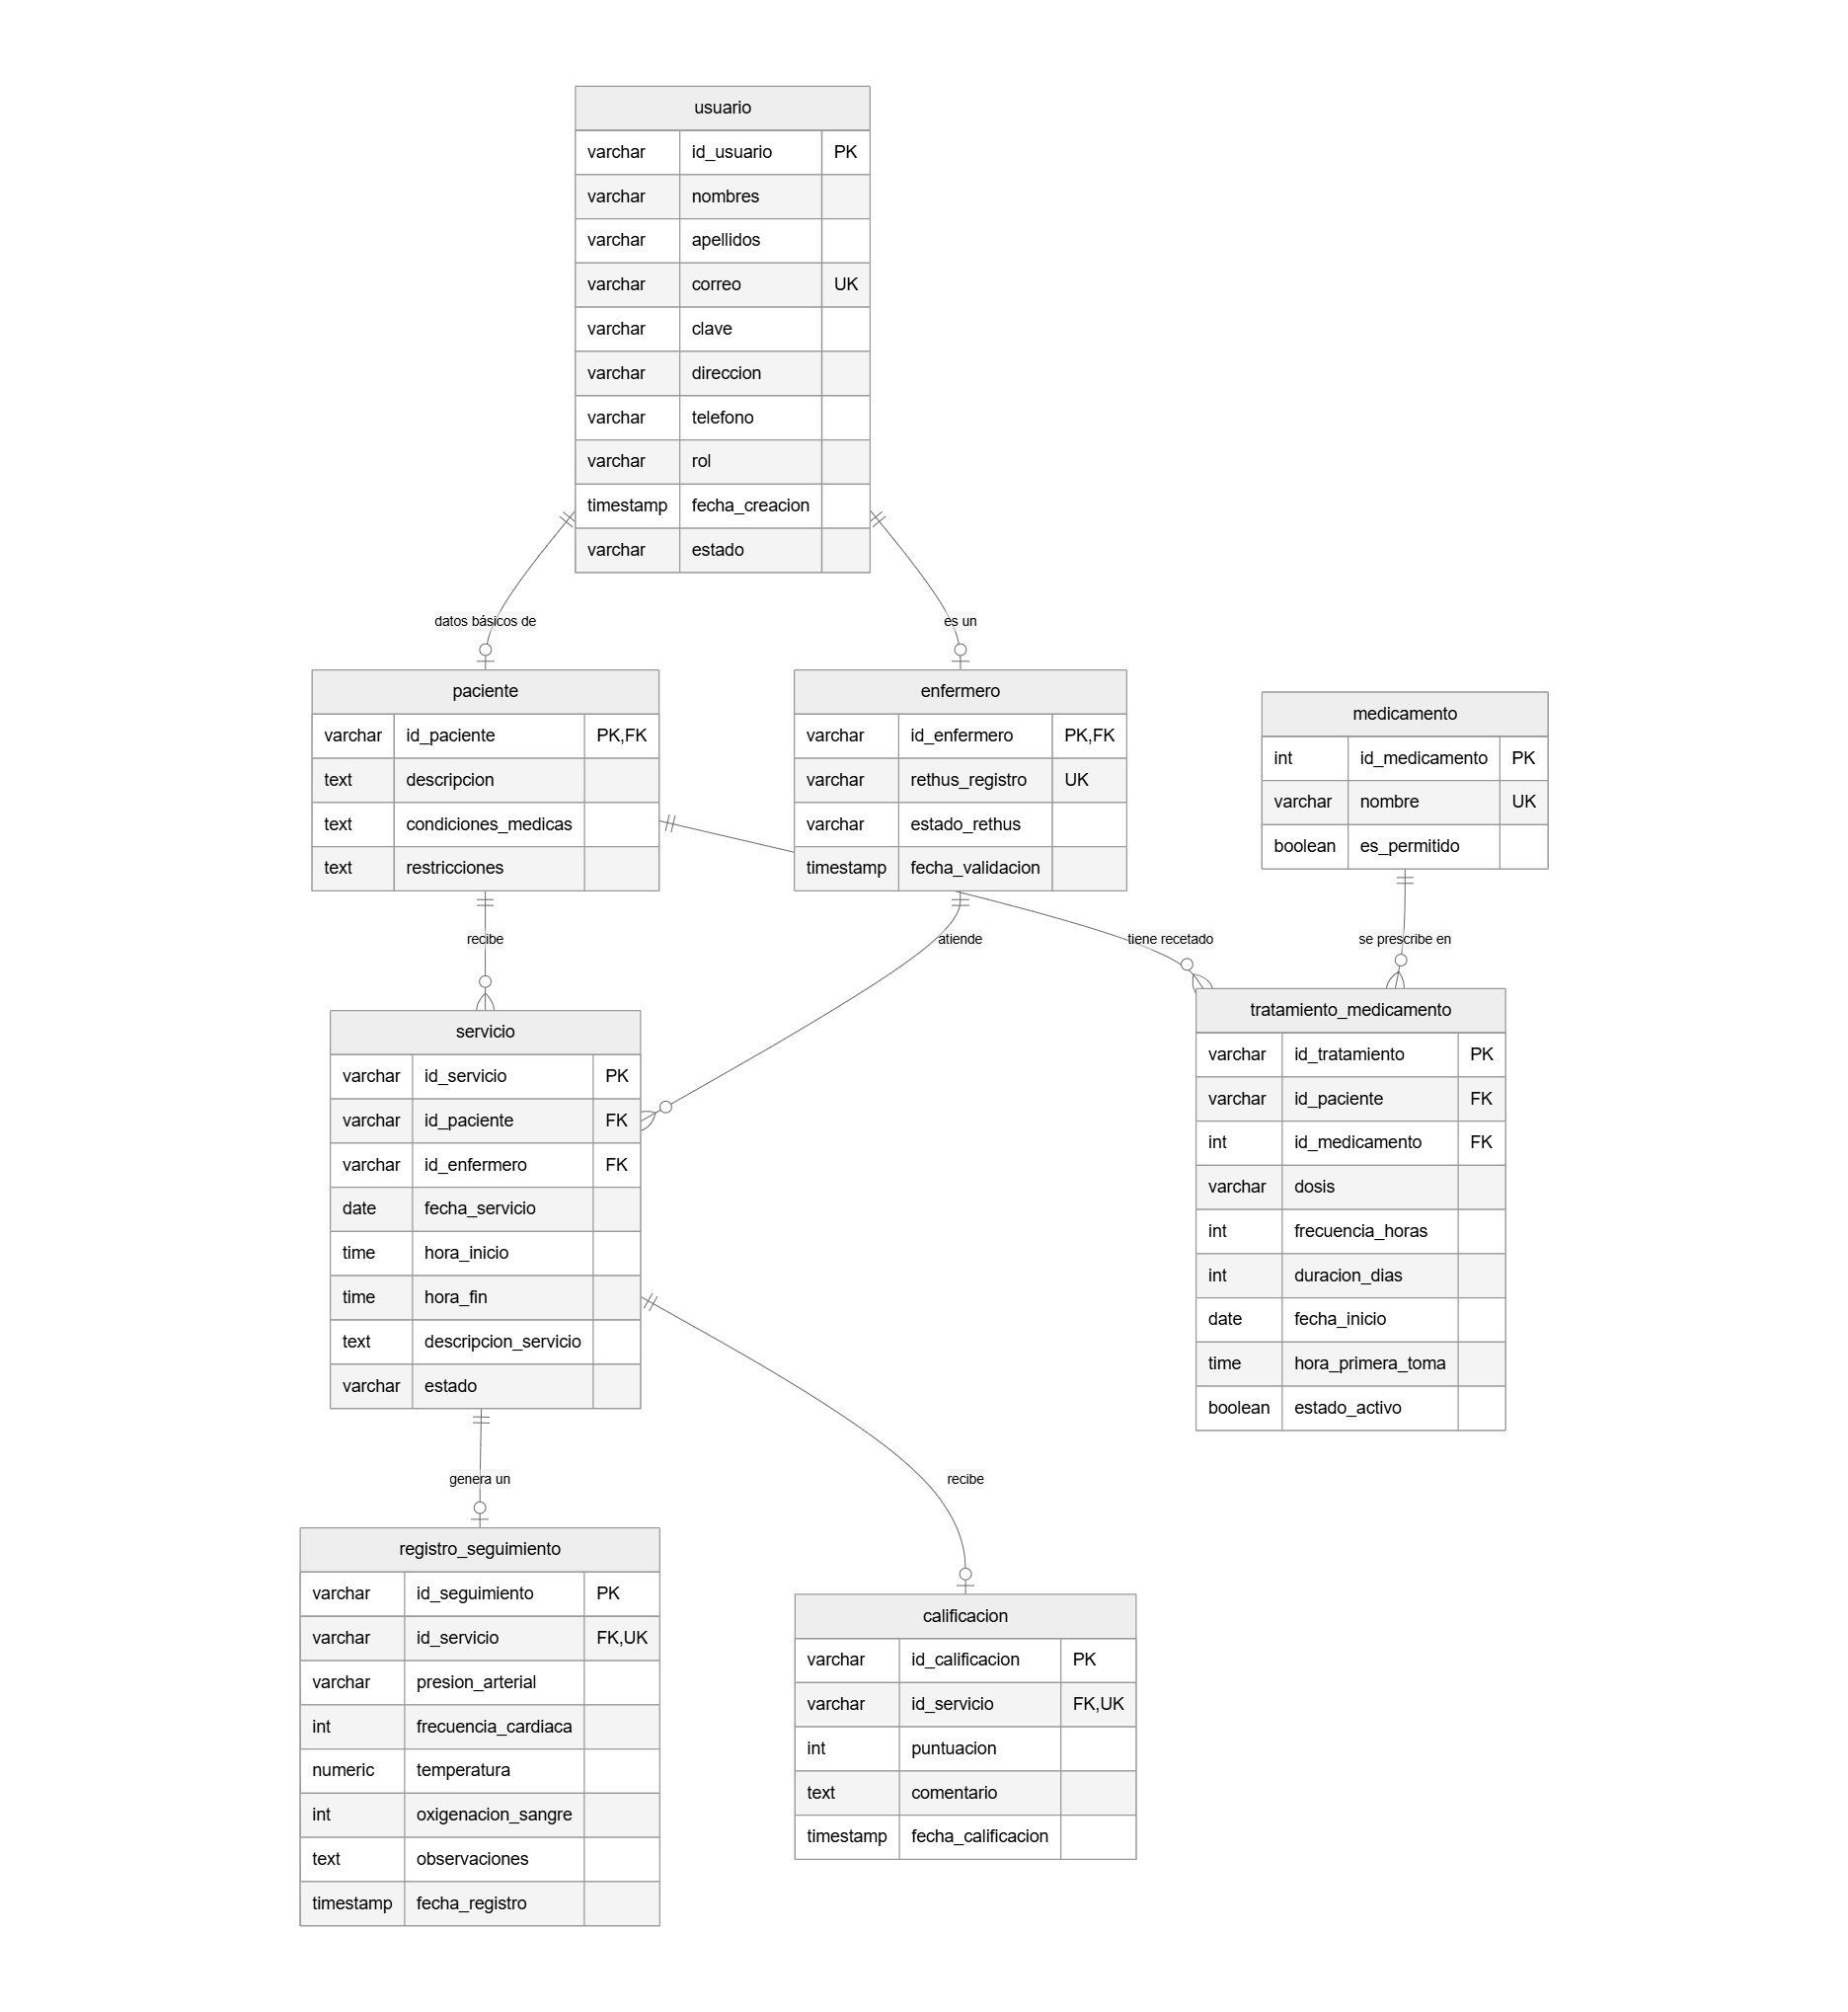 usuario
varchar id_usuario PK
varchar nombres
varchar apellidos
varchar correo UK
varchar clave
varchar direccion
varchar telefono
varchar rol
timestamp fecha_creacion
varchar estado
datos básicos de
es un
paciente
varchar id_paciente PK,FK
text descripcion
text condiciones_medicas
text restricciones
enfermero
varchar id_enfermero PK,FK
varchar rethus_registro UK
varchar estado_rethus
timestamp fecha_validacion
medicamento
int id_medicamento PK
varchar nombre UK
boolean es_permitido
recibe
atiende
tiene recetado
se prescribe en
servicio
varchar id_servicio PK
varchar id_paciente FK
varchar id_enfermero FK
date fecha_servicio
time hora_inicio
time hora_fin
text descripcion_servicio
varchar estado
tratamiento_medicamento
varchar id_tratamiento PK
varchar id_paciente FK
int id_medicamento FK
varchar dosis
int frecuencia_horas
int duracion_dias
date fecha_inicio
time hora_primera_toma
boolean estado_activo
genera un
recibe
registro_seguimiento
varchar id_seguimiento PK
varchar id_servicio FK,UK
varchar presion_arterial
int frecuencia_cardiaca
numeric temperatura
int oxigenacion_sangre
text observaciones
timestamp fecha_registro
calificacion
varchar id_calificacion PK
varchar id_servicio FK,UK
int puntuacion
text comentario
timestamp fecha_calificacion